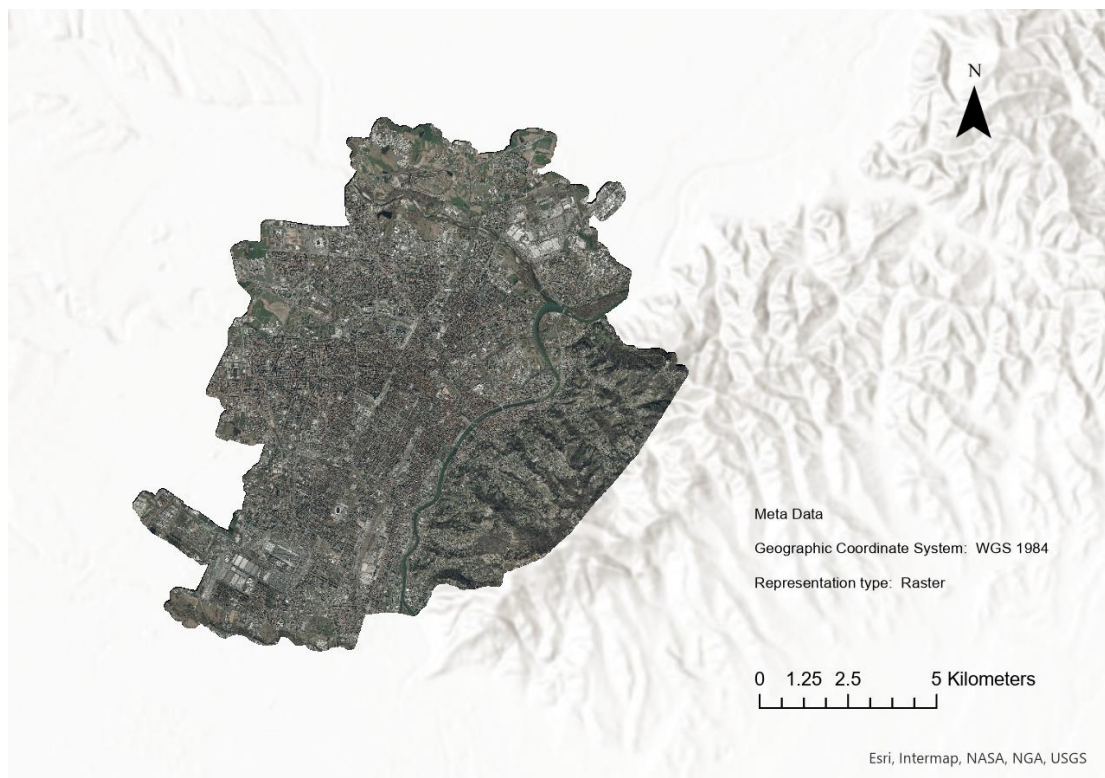 N
Meta Data
Geographic Coordinate System: WGS 1984
Representation type: Raster
0 1.25 2.5 5 Kilometers
Esri, Intermap, NASA, NGA, USGS